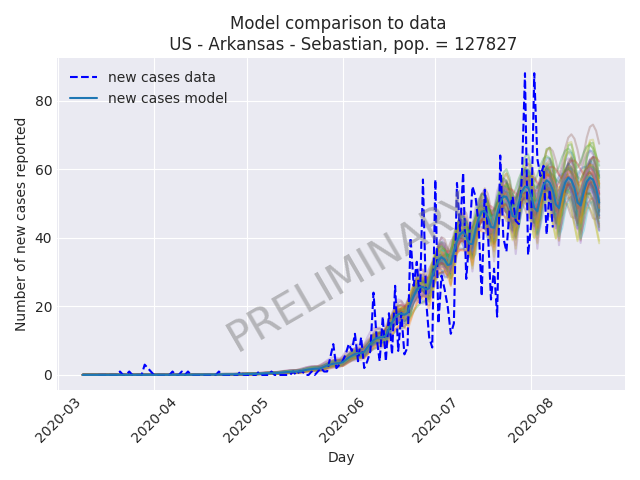 Model comparison to data
US - Arkansas - Sebastian, pop. = 127827
new cases data
new cases model
Number of new cases reported
80
60
40
20
0
PRELIMINARY
2020-03
2020-04
2020-05
2020-06
2020-07
2020-08
Day